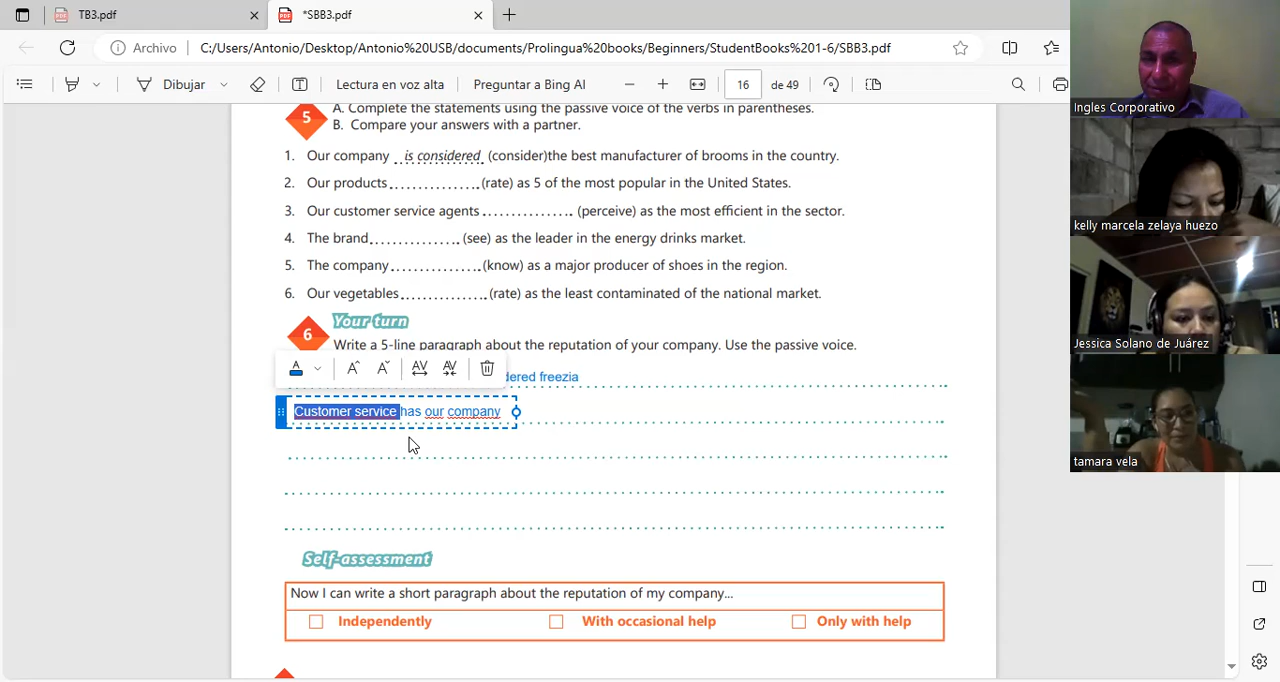 TB3.pdf
*SBB3.pdf
Archivo
C:/Users/Antonio/Desktop/Antonio%20USB/documents/Prolingua%20books/Beginners/StudentBooks%201-6/SBB3.pdf
Dibujar
Lectura en voz alta
Preguntar a Bing AI
16
de 49
5
A. Complete the statements using the passive voice of the verbs in parentheses.
B. Compare your answers with a partner.
1. Our company is considered (consider)the best manufacturer of brooms in the country.
2. Our products (rate) as 5 of the most popular in the United States.
3. Our customer service agents (perceive) as the most efficient in the sector.
4. The brand (see) as the leader in the energy drinks market.
5. The company (know) as a major producer of shoes in the region.
6. Our vegetables (rate) as the least contaminated of the national market.
6
Your turn
Write a 5-line paragraph about the reputation of your company. Use the passive voice.
dered freezia
Customer service has our company
Self-assessment
Now I can write a short paragraph about the reputation of my company...
Independently
With occasional help
Only with help
Ingles Corporativo
kelly marcela zelaya huezo
Jessica Solano de Juárez
tamara vela